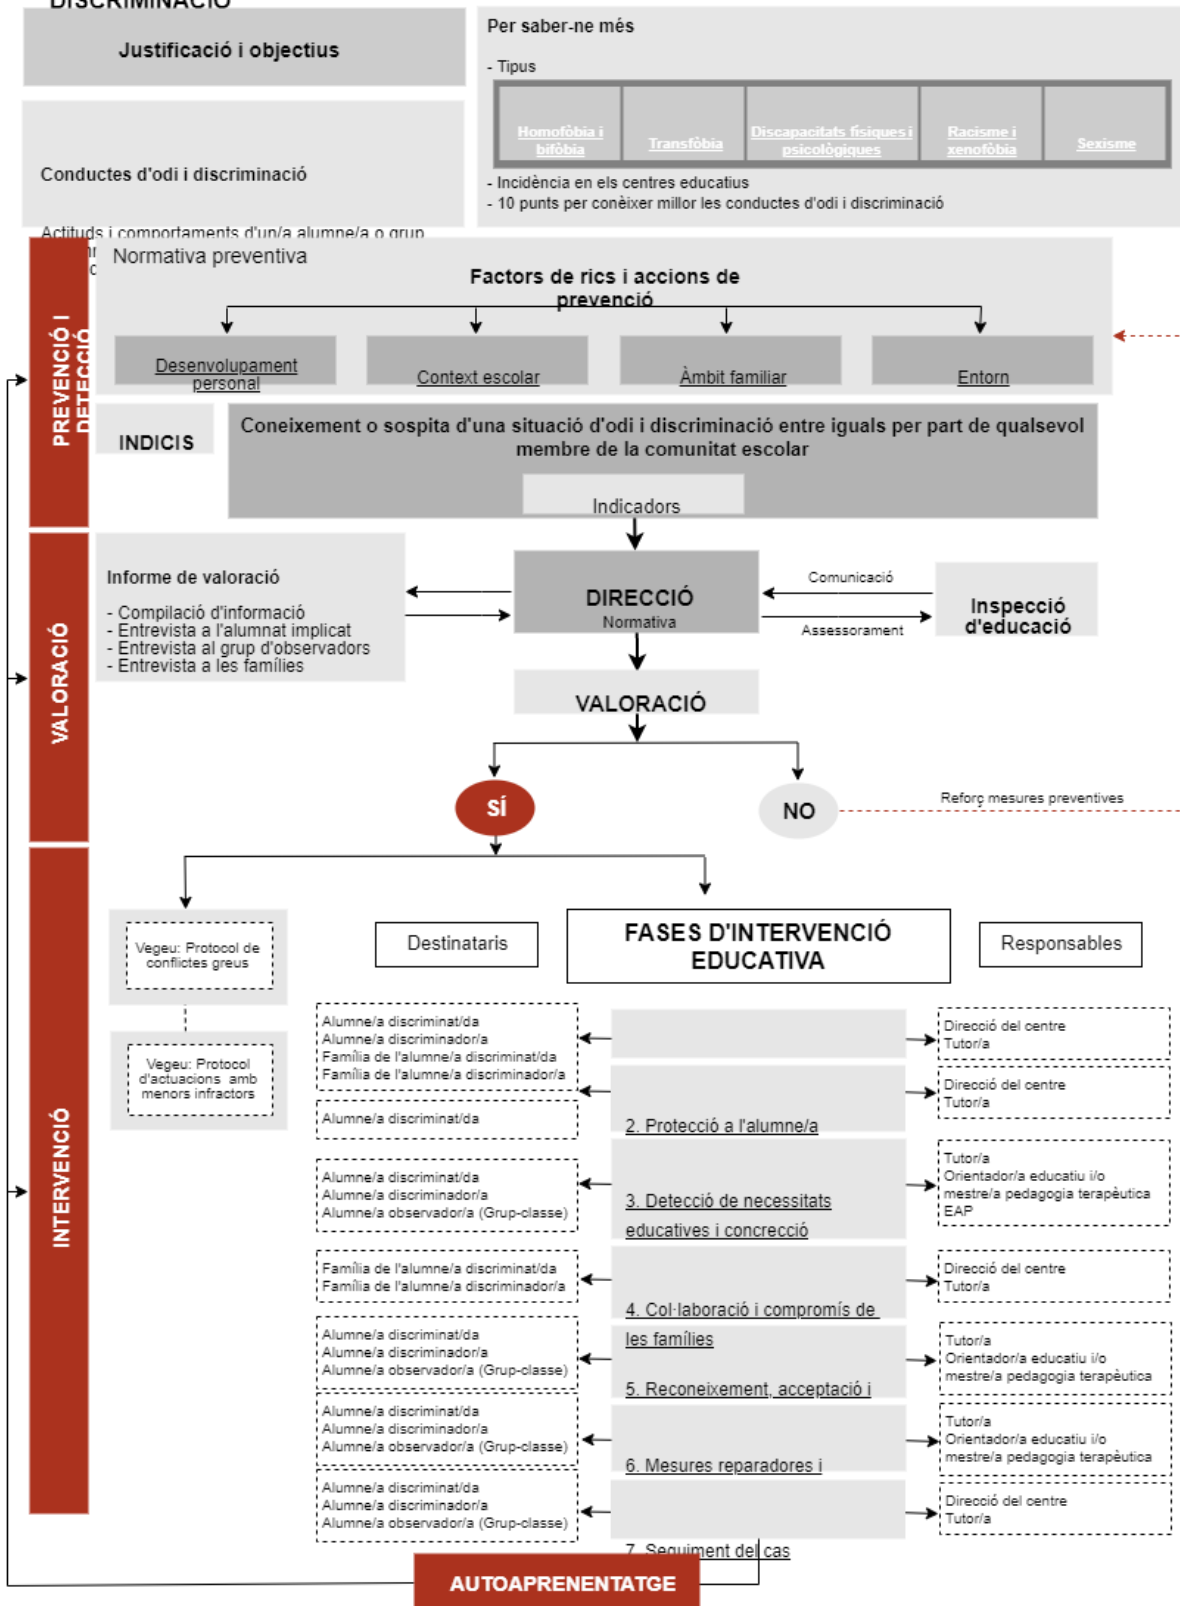 DISCRIMINACIÓ
Justificació i objectius
Per saber-ne més
- Tipus
Homofòbia i
bifòbia
Transfòbia
Discapacitats físiques i
psicològiques
Racisme i
xenofòbia
Sexisme
- Incidència en els centres educatius
- 10 punts per conèixer millor les conductes d'odi i discriminació
Conductes d'odi i discriminació
Actituds i comportaments d'un/a alumne/a o grup
PREVENCIÓ I
DETECCIÓ
Normativa preventiva
Factors de rics i accions de
prevenció
Desenvolupament
personal
Context escolar
Àmbit familiar
Entorn
INDICIS
Coneixement o sospita d'una situació d'odi i discriminació entre iguals per part de qualsevol
membre de la comunitat escolar
Indicadors
VALORACIÓ
Informe de valoració
- Compilació d'informació
- Entrevista a l'alumnat implicat
- Entrevista al grup d'observadors
- Entrevista a les famílies
DIRECCIÓ
Normativa
Comunicació
Assessorament
Inspecció
d'educació
VALORACIÓ
SÍ
NO
Reforç mesures preventives
INTERVENCIÓ
Vegeu: Protocol de
conflictes greus
Vegeu: Protocol
d'actuacions amb
menors infractors
Destinataris
FASES D'INTERVENCIÓ
EDUCATIVA
Responsables
Alumne/a discriminat/da
Alumne/a discriminador/a
Família de l'alumne/a discriminat/da
Família de l'alumne/a discriminador/a
Direcció del centre
Tutor/a
Alumne/a discriminat/da
2. Protecció a l'alumne/a
Direcció del centre
Tutor/a
Alumne/a discriminat/da
Alumne/a discriminador/a
Alumne/a observador/a (Grup-classe)
3. Detecció de necessitats
educatives i concrecció
Tutor/a
Orientador/a educatiu i/o
mestre/a pedagogia terapèutica
EAP
Família de l'alumne/a discriminat/da
Família de l'alumne/a discriminador/a
4. Col·laboració i compromís de
les famílies
Direcció del centre
Tutor/a
Alumne/a discriminat/da
Alumne/a discriminador/a
Alumne/a observador/a (Grup-classe)
5. Reconeixement, acceptació i
Tutor/a
Orientador/a educatiu i/o
mestre/a pedagogia terapèutica
Alumne/a discriminat/da
Alumne/a discriminador/a
Alumne/a observador/a (Grup-classe)
6. Mesures reparadores i
Tutor/a
Orientador/a educatiu i/o
mestre/a pedagogia terapèutica
Alumne/a discriminat/da
Alumne/a discriminador/a
Alumne/a observador/a (Grup-classe)
7. Seguiment del cas
Direcció del centre
Tutor/a
AUTOAPRENENTATGE